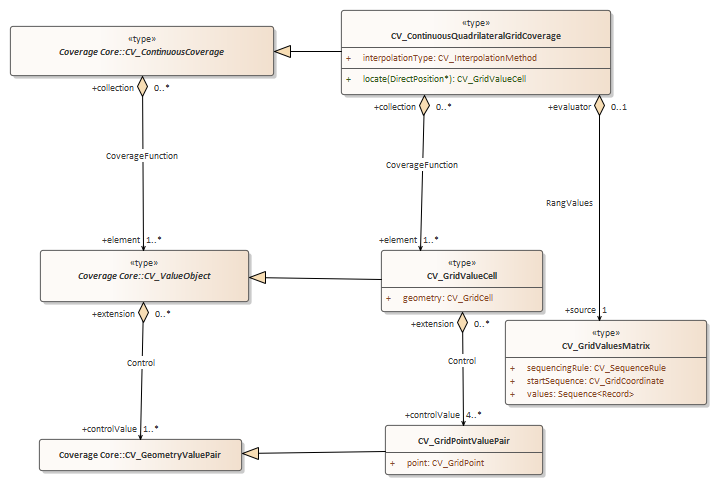 «type»
Coverage Core::CV_ContinuousCoverage
«type»
CV_ContinuousQuadrilateralGridCoverage
+ interpolationType: CV_InterpolationMethod
+ locate(DirectPosition*): CV_GridValueCell
+collection 0..*
+collection 0..*
+evaluator 0..1
CoverageFunction
CoverageFunction
RangValues
+element 1..*
+element 1..*
«type»
Coverage Core::CV_ValueObject
«type»
CV_GridValueCell
+ geometry: CV_GridCell
+extension 0..*
+extension 0..*
+source 1
«type»
CV_GridValuesMatrix
+ sequencingRule: CV_SequenceRule
+ startSequence: CV_GridCoordinate
+ values: Sequence<Record>
Control
Control
+controlValue 1..*
+controlValue 4..*
Coverage Core::CV_GeometryValuePair
CV_GridPointValuePair
+ point: CV_GridPoint